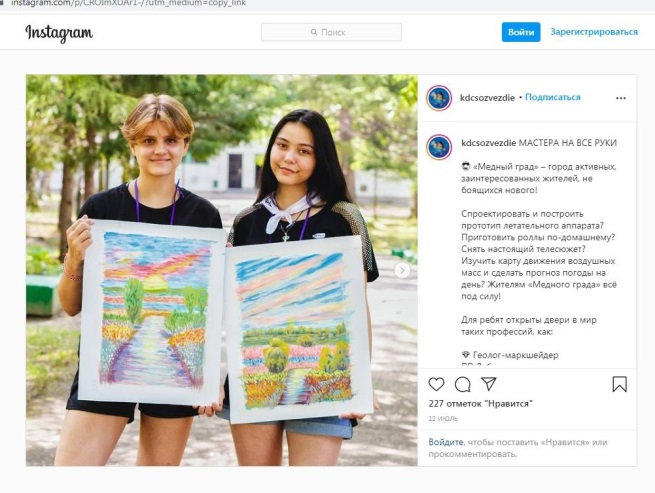 instagram.com/p/CROImXUAr1-/?utm_medium=copy_link
Instagram
Поиск
Войти
Зарегистрироваться
kdcsozvezdie • Подписаться
kdcsozvezdie МАСТЕРА НА ВСЕ РУКИ
«Медный град» – город активных,
заинтересованных жителей, не
боящихся нового!
Спроектировать и построить
прототип летательного аппарата?
Приготовить роллы по-домашнему?
Снять настоящий телесюжет?
Изучить карту движения воздушных
масс и сделать прогноз погоды на
день? Жителям «Медного града» всё
под силу!
Для ребят открыты двери в мир
таких профессий, как:
Геолог-маркшейдер
227 отметок "Нравится"
12 ИЮЛЬ
Войдите, чтобы поставить «Нравится» или
прокомментировать.